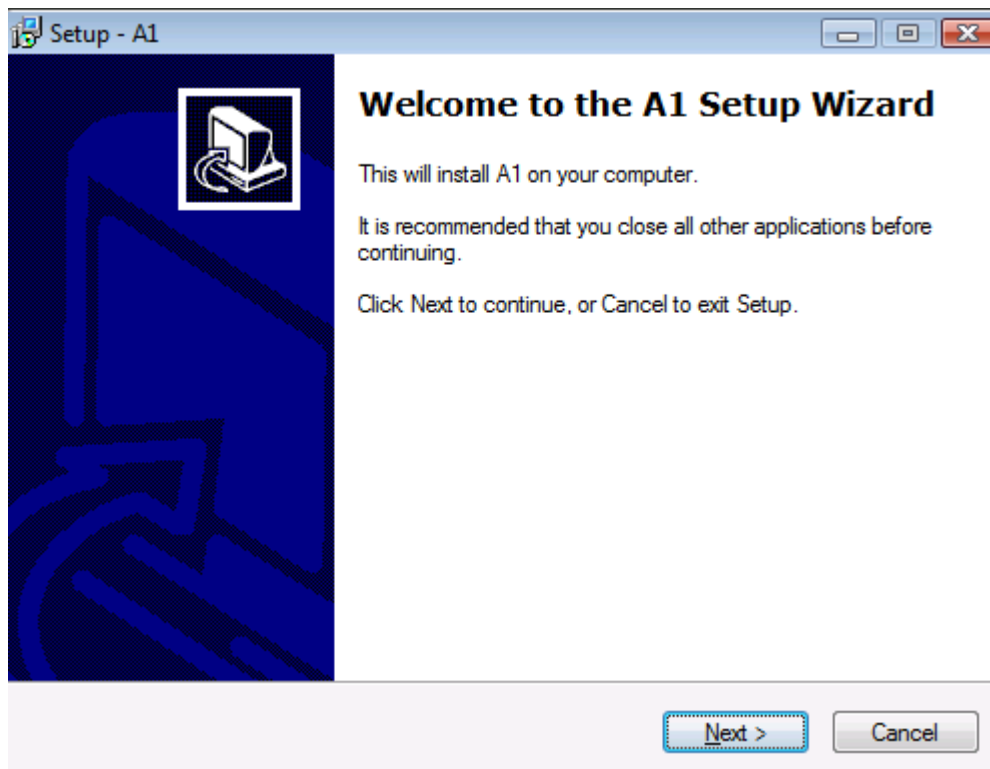 Setup - A1
Welcome to the A1 Setup Wizard
This will install A1 on your computer.
It is recommended that you close all other applications before
continuing.
Click Next to continue, or Cancel to exit Setup.
Next >
Cancel